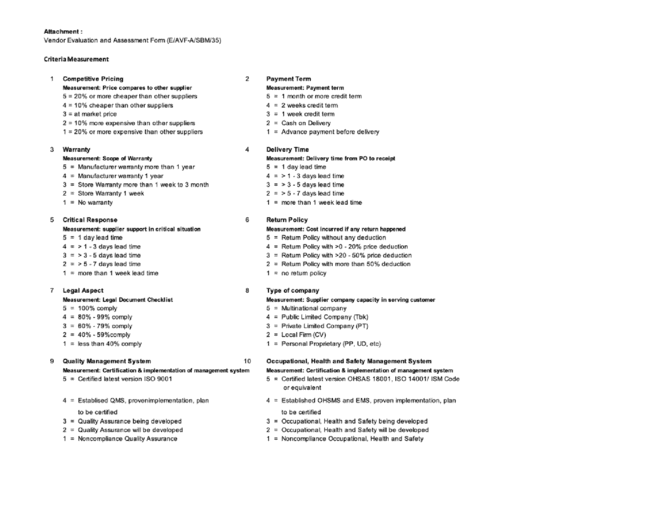 Attachment :
Vendor Evaluation and Assessment Form (E/AVF-A/SBM/35)
Criteria Measurement
1 Competitive Pricing
Measurement: Price compares to other supplier
5 = 20% or more cheaper than other suppliers
4 = 10% cheaper than other suppliers
3 = at market price
2 = 10% more expensive than other suppliers
1 = 20% or more expensive than other suppliers
2 Payment Term
Measurement: Payment term
5 = 1 month or more credit term
4 = 2 weeks credit term
3 = 1 week credit term
2 = Cash on Delivery
1 = Advance payment before delivery
3 Warranty
Measurement: Scope of Warranty
5 = Manufacturer warranty more than 1 year
4 = Manufacturer warranty 1 year
3 = Store Warranty more than 1 week to 3 month
2 = Store Warranty 1 week
1 = No warranty
4 Delivery Time
Measurement: Delivery time from PO to receipt
5 = 1 day lead time
4 = > 1 - 3 days lead time
3 = > 3 - 5 days lead time
2 = > 5 - 7 days lead time
1 = more than 1 week lead time
5 Critical Response
Measurement: supplier support in critical situation
5 = 1 day lead time
4 = > 1 - 3 days lead time
3 = > 3 - 5 days lead time
2 = > 5 - 7 days lead time
1 = more than 1 week lead time
6 Return Policy
Measurement: Cost incurred if any return happened
5 = Return Policy without any deduction
4 = Return Policy with >0 - 20% price deduction
3 = Return Policy with >20 - 50% price deduction
2 = Return Policy with more than 50% deduction
1 = no return policy
7 Legal Aspect
Measurement: Legal Document Checklist
5 = 100% comply
4 = 80% - 99% comply
3 = 60% - 79% comply
2 = 40% - 59%comply
1 = less than 40% comply
8 Type of company
Measurement: Supplier company capacity in serving customer
5 = Multinational company
4 = Public Limited Company (Tbk)
3 = Private Limited Company (PT)
2 = Local Firm (CV)
1 = Personal Proprietary (PP, UD, etc)
9 Quality Management System
Measurement: Certification & implementation of management system
5 = Certified latest version ISO 9001
4 = Establised QMS, provenimplementation, plan
to be certified
3 = Quality Assurance being developed
2 = Quality Assurance will be developed
1 = Noncompliance Quality Assurance
10 Occupational, Health and Safety Management System
Measurement: Certification & implementation of management system
5 = Certified latest version OHSAS 18001, ISO 14001/ ISM Code
or equivalent
4 = Established OHSMS and EMS, proven implementation, plan
to be certified
3 = Occupational, Health and Safety being developed
2 = Occupational, Health and Safety will be developed
1 = Noncompliance Occupational, Health and Safety